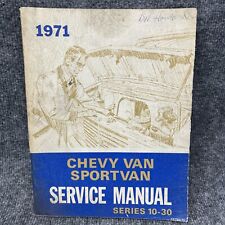 1971
CHEVY VAN
SPORTVAN
SERVICE MANUAL
SERIES 10-30